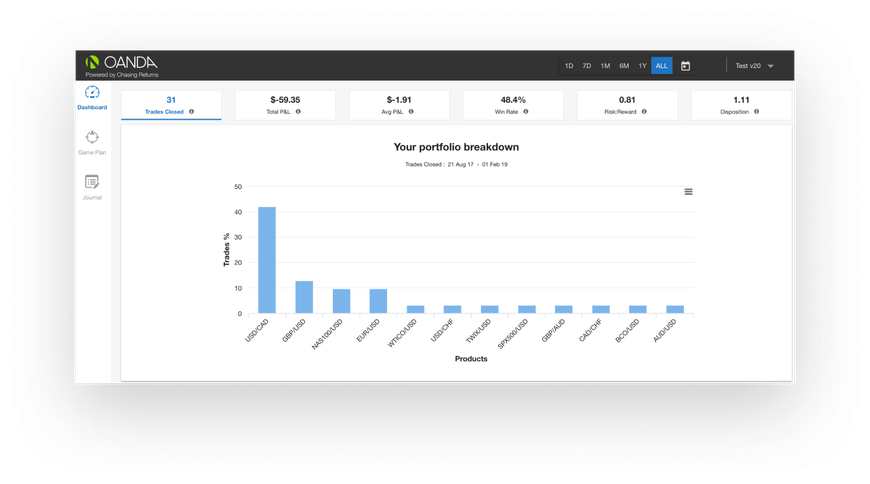 OANDA
Powered by Chasing Returns
1D 7D 1M 6M 1Y ALL
Test v20
Dashboard
Game Plan
Journal
31
Trades Closed
$-59.35
Total P&L
$-1.91
Avg P&L
48.4%
Win Rate
0.81
Risk:Reward
1.11
Disposition
Your portfolio breakdown
Trades Closed : 21 Aug 17 - 01 Feb 19
Trades %
50
40
30
20
10
0
USD/CAD
GBP/USD
NAS100/USD
EUR/USD
WTICO/USD
USD/CHF
TWIX/USD
SPX500/USD
GBP/AUD
CAD/CHF
BCO/USD
AUD/USD
Products